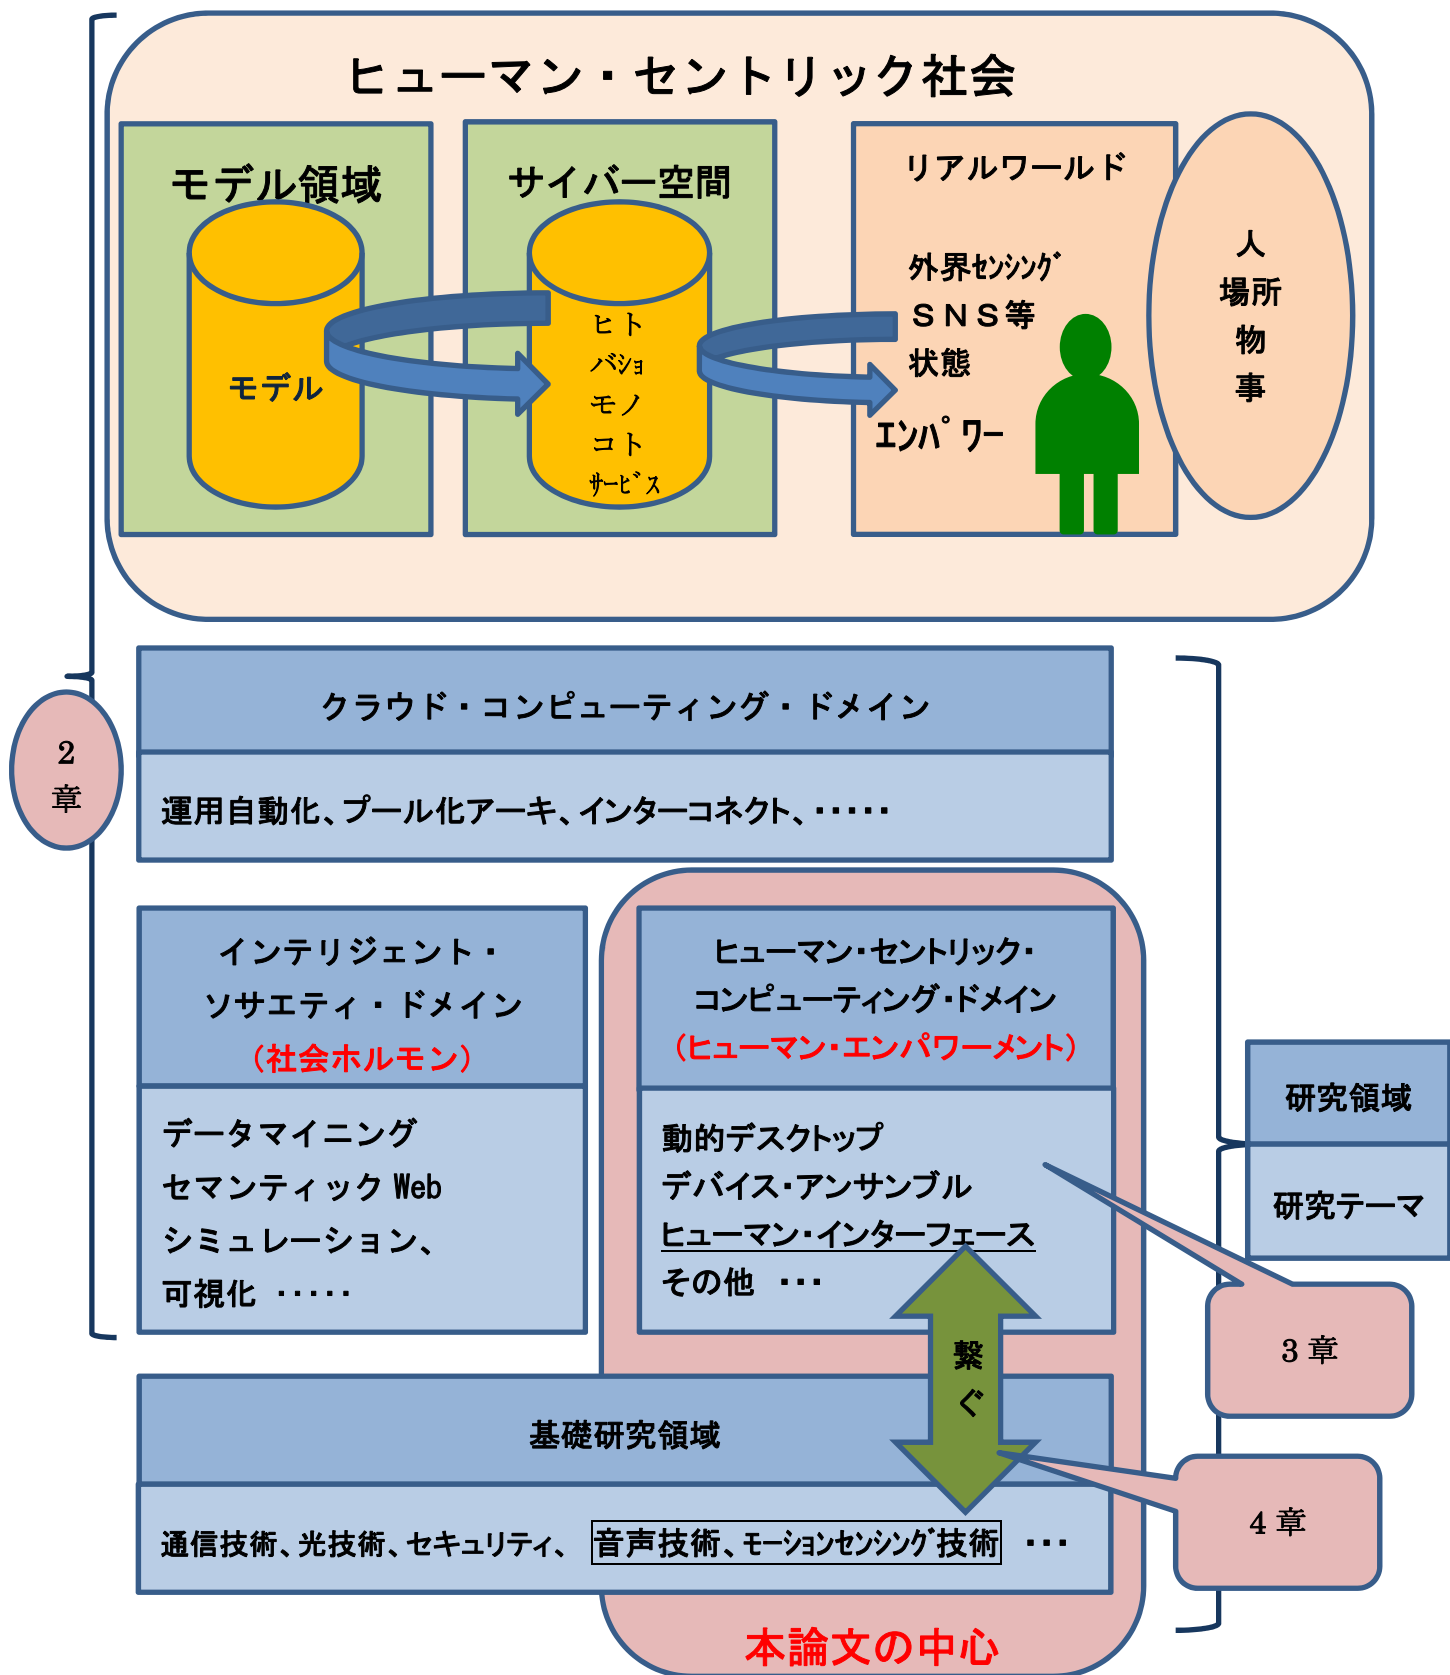 ヒューマン・セントリック社会
モデル領域
モデル
サイバー空間
ヒト
バショ
モノ
コト
サービス
リアルワールド
外界センシング
ＳＮＳ等
状態
エンパワー
人
場所
物
事
2
章
クラウド・コンピューティング・ドメイン
運用自動化、プール化アーキ、インターコネクト、・・・・・
インテリジェント・
ソサエティ・ドメイン
（社会ホルモン）
データマイニング
セマンティック Web
シミュレーション、
可視化 ・・・・・
ヒューマン・セントリック・
コンピューティング・ドメイン
（ヒューマン・エンパワーメント）
動的デスクトップ
デバイス・アンサンブル
ヒューマン・インターフェース
その他 ・・・
研究領域
研究テーマ
3 章
繋
ぐ
基礎研究領域
通信技術、光技術、セキュリティ、 音声技術、モーションセンシング技術 ・・・
4 章
本論文の中心